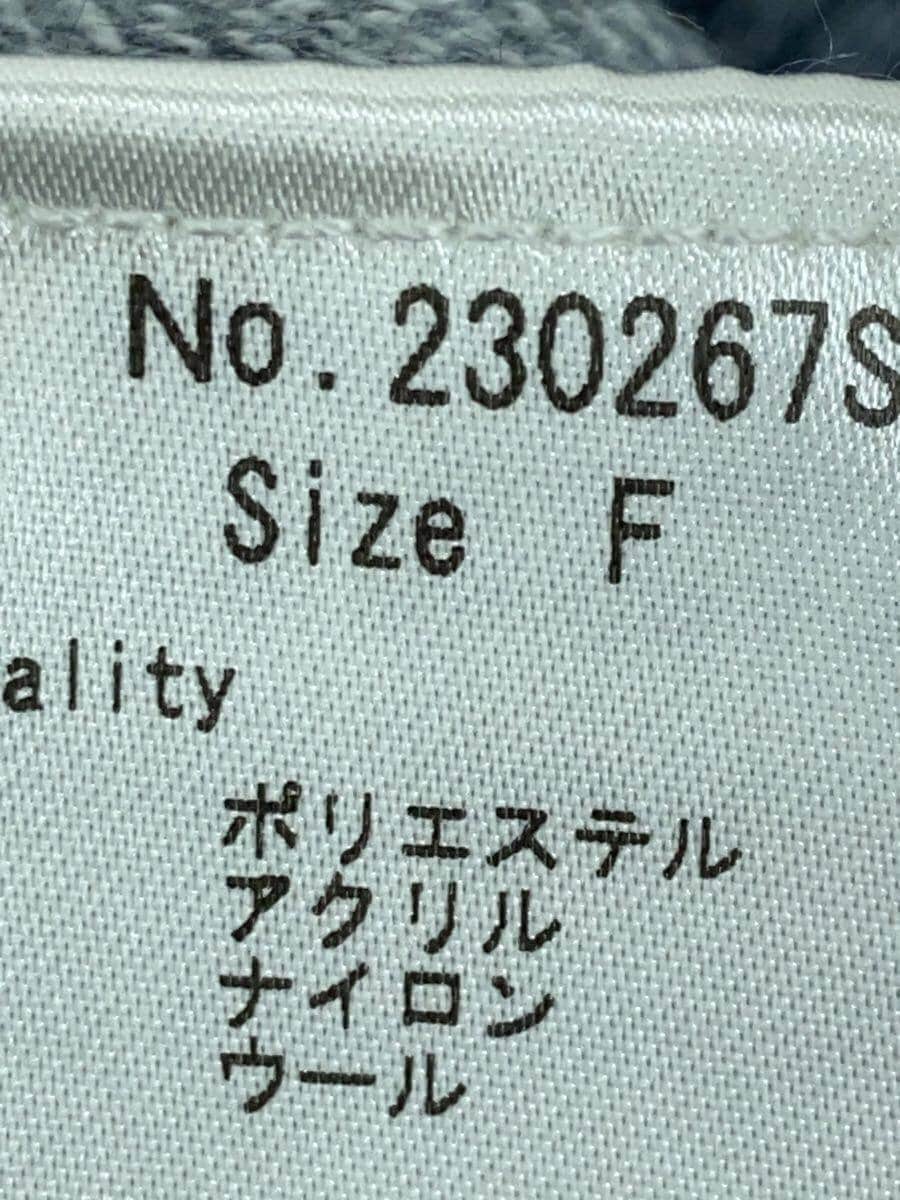 No.230267S
Size F
ality
ポリエステル
アクリル
ナイロン
ウール